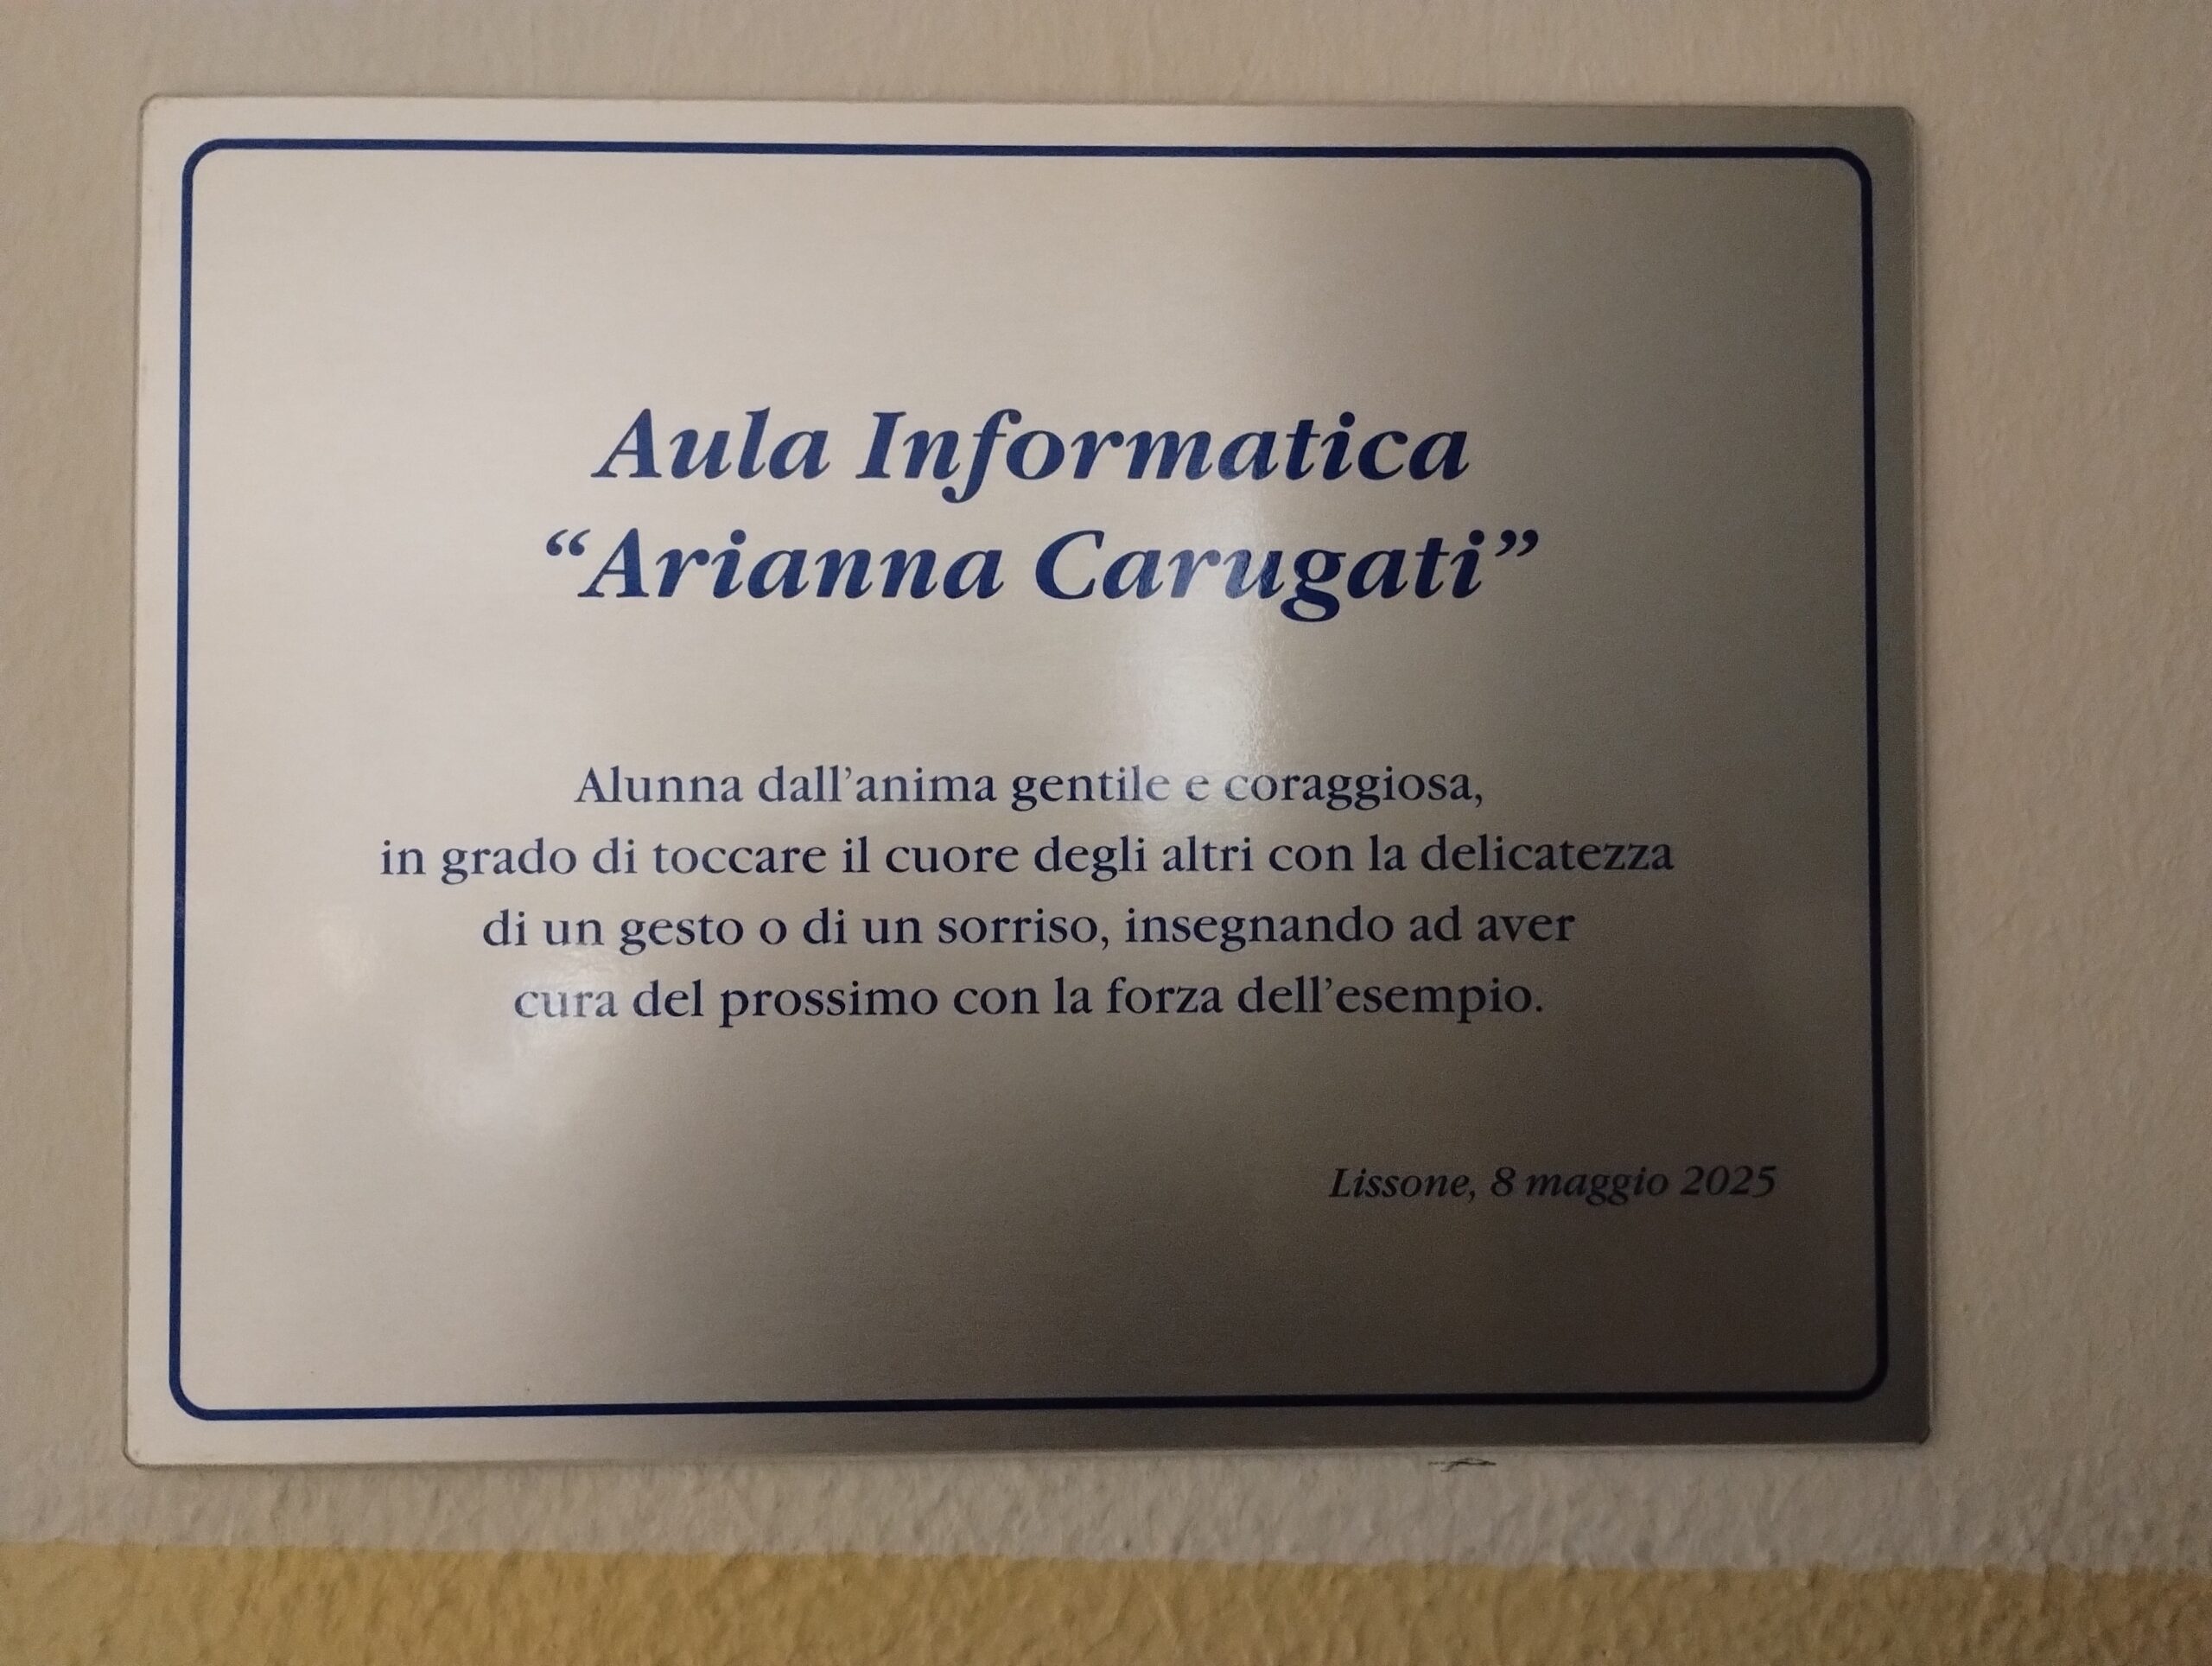 Aula Informatica
“Arianna Carugati”
Alunna dall’anima gentile e coraggiosa,
in grado di toccare il cuore degli altri con la delicatezza
di un gesto o di un sorriso, insegnando ad aver
cura del prossimo con la forza dell’esempio.
Lissone, 8 maggio 2025